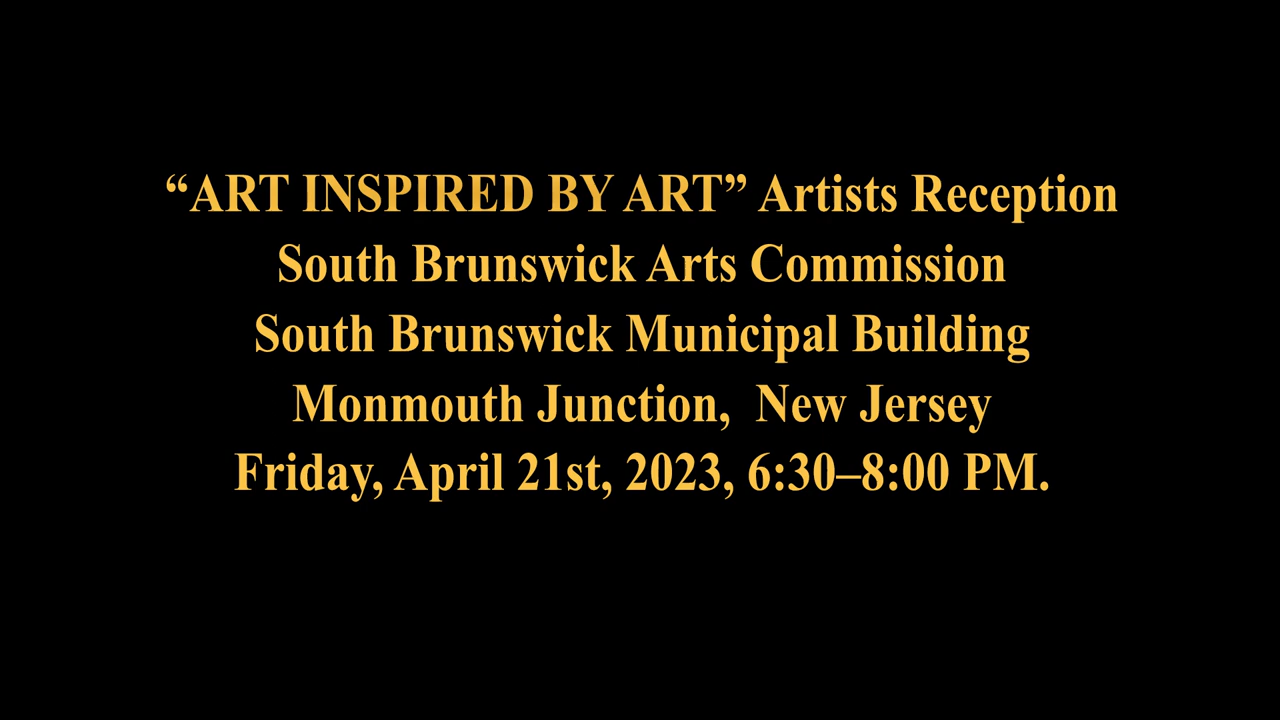 “ART INSPIRED BY ART” Artists Reception
South Brunswick Arts Commission
South Brunswick Municipal Building
Monmouth Junction,  New Jersey
Friday, April 21st, 2023, 6:30–8:00 PM.